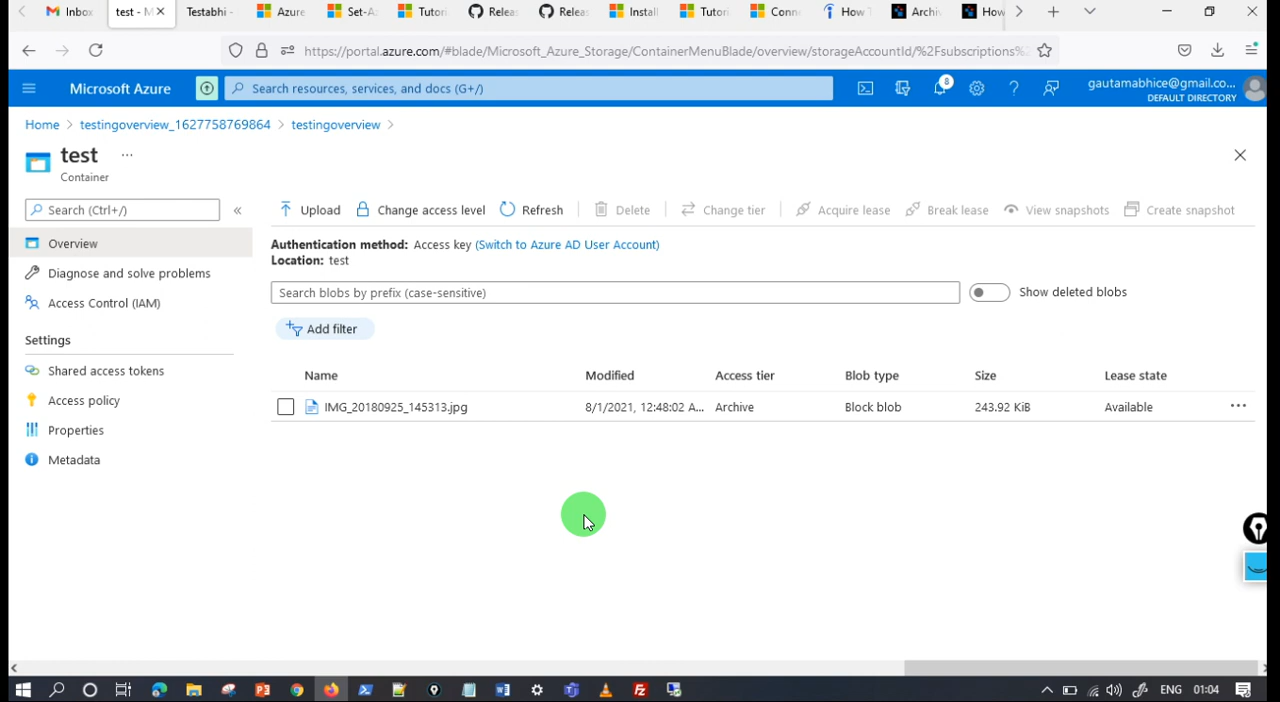 Inbox
test - M
Testabhi -
Azure
Set-A
Tutori
Relea
Relea
Install
Tutori
Conn
How T
Archiv
How
https://portal.azure.com/#blade/Microsoft_Azure_Storage/ContainerMenuBlade/overview/storageAccountId/%2Fsubscriptions%
Microsoft Azure
Search resources, services, and docs (G+/)
8
gautamabhice@gmail.co...
DEFAULT DIRECTORY
Home > testingoverview_1627758769864 > testingoverview >
test ...
Container
Search (Ctrl+/)
«
Upload
Change access level
Refresh
Delete
Change tier
Acquire lease
Break lease
View snapshots
Create snapshot
Overview
Diagnose and solve problems
Access Control (IAM)
Settings
Shared access tokens
Access policy
Properties
Metadata
Authentication method: Access key (Switch to Azure AD User Account)
Location: test
Search blobs by prefix (case-sensitive)
Show deleted blobs
Add filter
Name Modified Access tier Blob type Size Lease state
IMG_20180925_145313.jpg 8/1/2021, 12:48:02 A... Archive Block blob 243.92 KiB Available ...
ENG 01:04